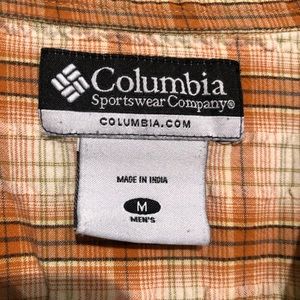 Columbia
Sportswear Company®
COLUMBIA.COM
MADE IN INDIA
M
MEN'S